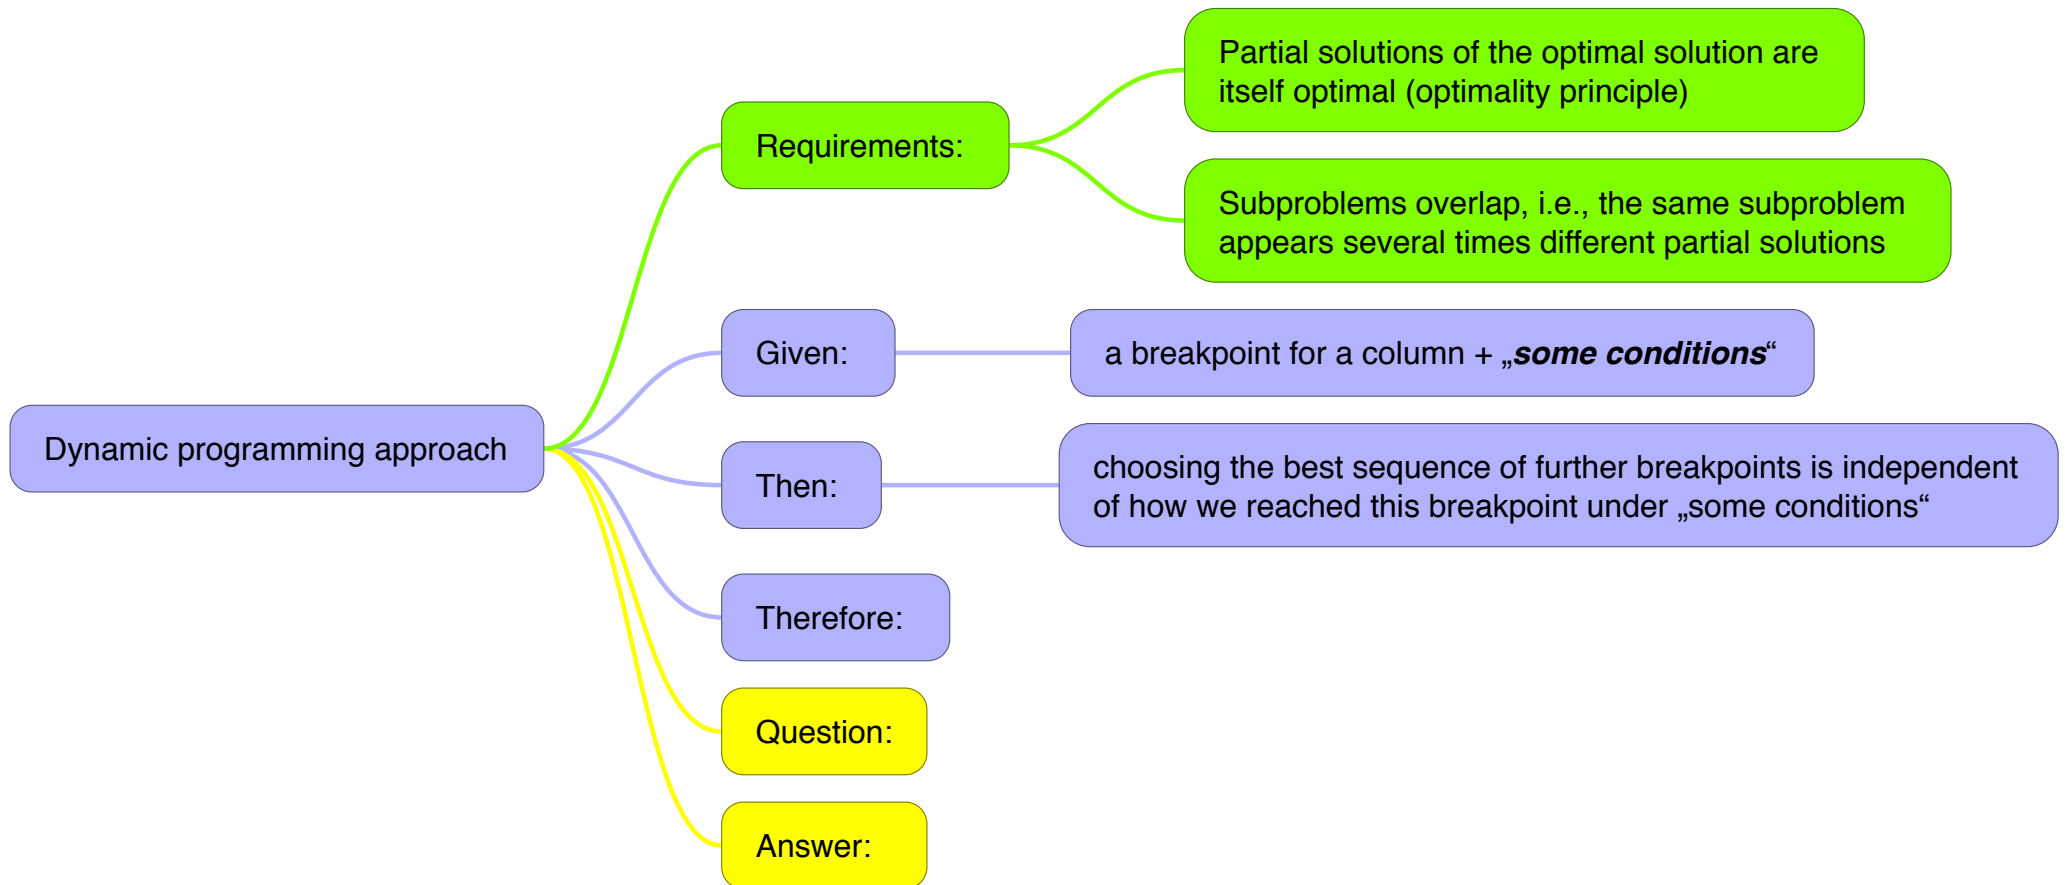 Partial solutions of the optimal solution are
itself optimal (optimality principle)
Requirements:
Subproblems overlap, i.e., the same subproblem
appears several times different partial solutions
Given:
a breakpoint for a column + „some conditions“
Dynamic programming approach
Then:
choosing the best sequence of further breakpoints is independent
of how we reached this breakpoint under „some conditions“
Therefore:
Question:
Answer: